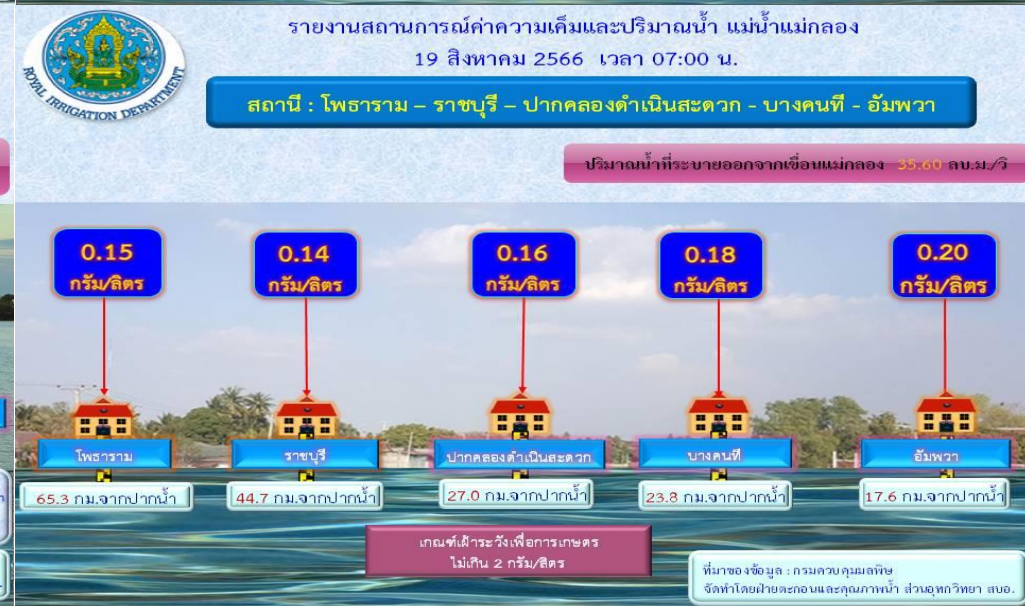 ROYAL IRRIGATION DEPARTMENT
รายงานสถานการณ์ค่าความเค็มและปริมาณน้ำ แม่น้ำแม่กลอง
19 สิงหาคม 2566 เวลา 07:00 น.
สถานี : โพธาราม – ราชบุรี – ปากคลองดำเนินสะดวก - บางคนที - อัมพวา
ปริมาณน้ำที่ระบายออกจากเขื่อนแม่กลอง 35.60 ลบ.ม./วิ
0.15
กรัม/ลิตร
0.14
กรัม/ลิตร
0.16
กรัม/ลิตร
0.18
กรัม/ลิตร
0.20
กรัม/ลิตร
โพธาราม
ราชบุรี
ปากคลองดำเนินสะดวก
บางคนที
อัมพวา
65.3 กม.จากปากน้ำ
44.7 กม.จากปากน้ำ
27.0 กม.จากปากน้ำ
23.8 กม.จากปากน้ำ
17.6 กม.จากปากน้ำ
เกณฑ์เฝ้าระวังเพื่อการเกษตร
ไม่เกิน 2 กรัม/ลิตร
ที่มาของข้อมูล : กรมควบคุมมลพิษ
จัดทำโดยฝ่ายตะกอนและคุณภาพน้ำ ส่วนอุทกวิทยา สบอ.